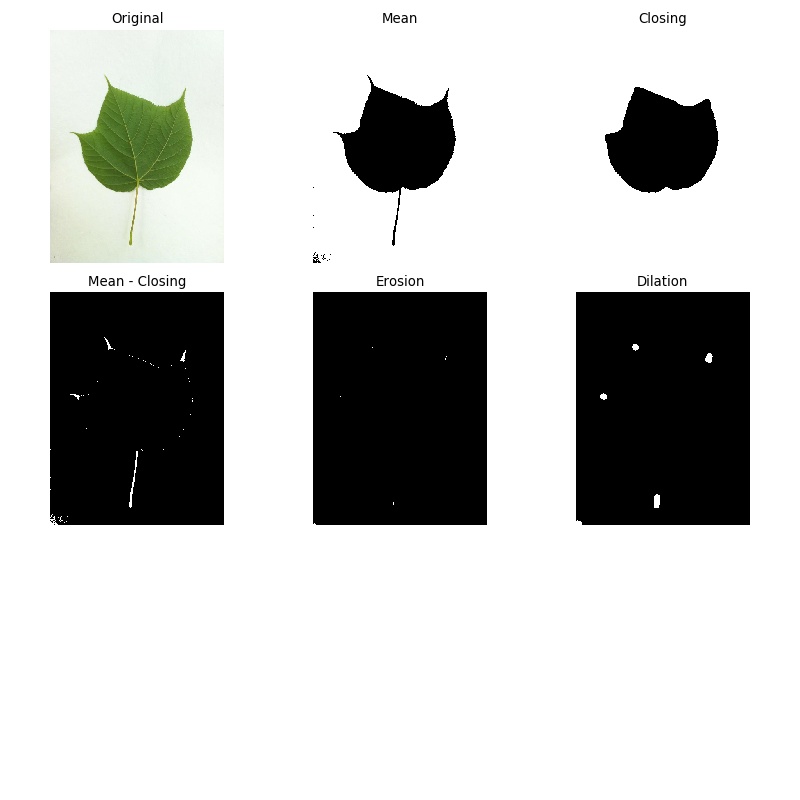 Original
Mean
Closing
Mean - Closing
Erosion
Dilation